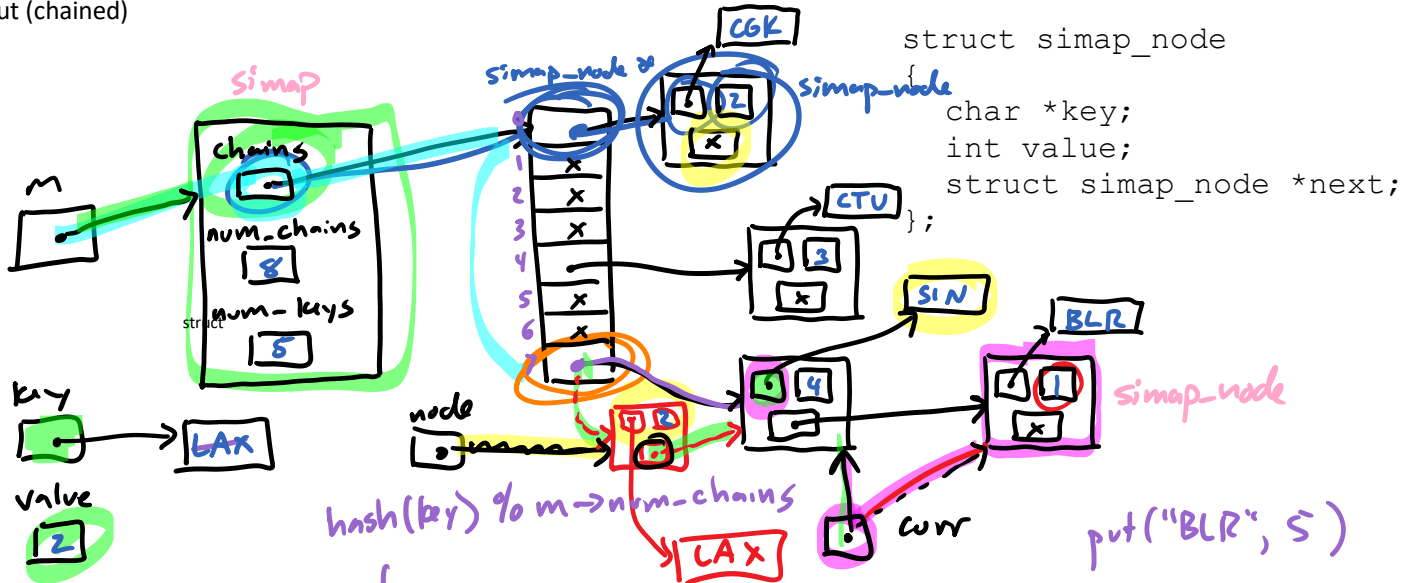 ut (chained)
simap
simap_node *
CGK
2
x
simap_node
struct simap_node
{
char *key;
int value;
struct simap_node *next;
};
m
chains
num_chains
8
num_keys
struct
5
0
1 x
2 x
3 x
4
5 x
6 x
7
CTU
3
x
SIN
4
BLR
1
x
simap_node
key
LAX
value
2
node
2
LAX
hash(key) % m->num_chains
curr
put("BLR", 5)